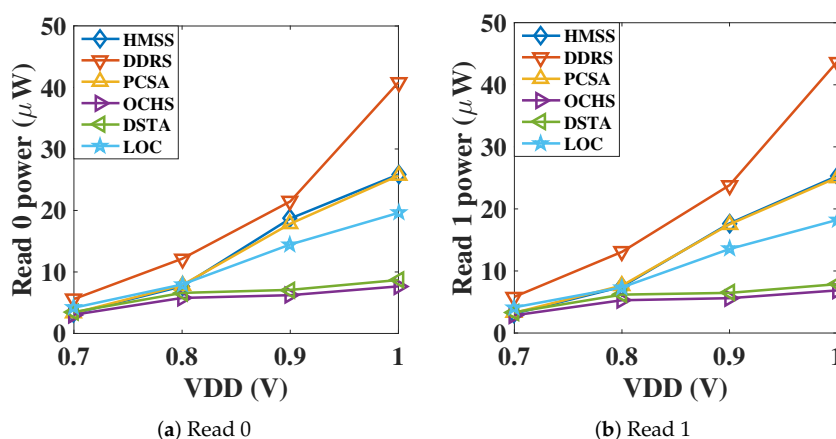 50
40
30
20
10
0
Read 0 power (μ W)
HMSS
DDRS
PCSA
OCHS
DSTA
LOC
0.7 0.8 0.9 1
VDD (V)
(a) Read 0
50
40
30
20
10
0
Read 1 power (μ W)
HMSS
DDRS
PCSA
OCHS
DSTA
LOC
0.7 0.8 0.9 1
VDD (V)
(b) Read 1